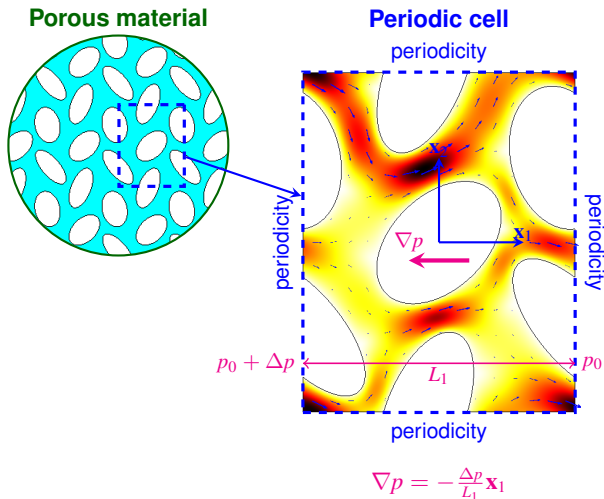 Porous material
Periodic cell
periodicity
x₂
periodicity
∇p
x₁
periodicity
p₀ + Δp
L₁
p₀
periodicity
∇p = − Δp/L₁ x₁